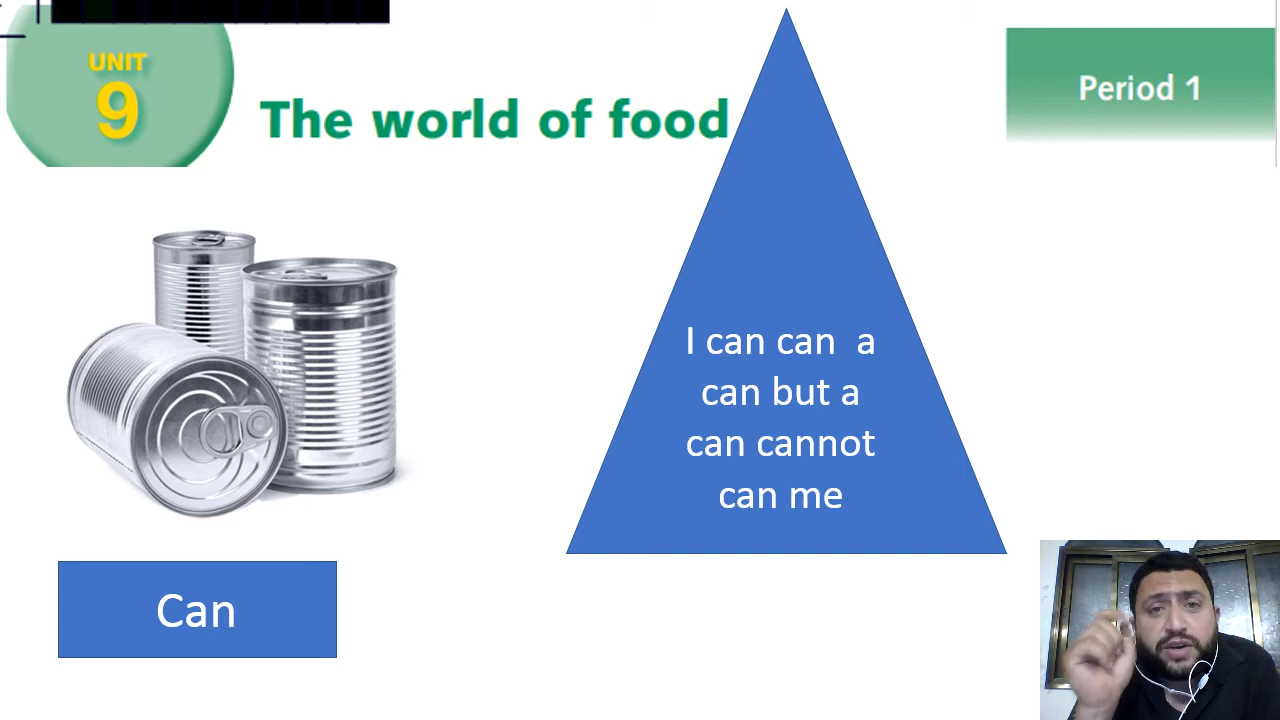 UNIT
9
The world of food
Period 1
I can can a
can but a
can cannot
can me
Can